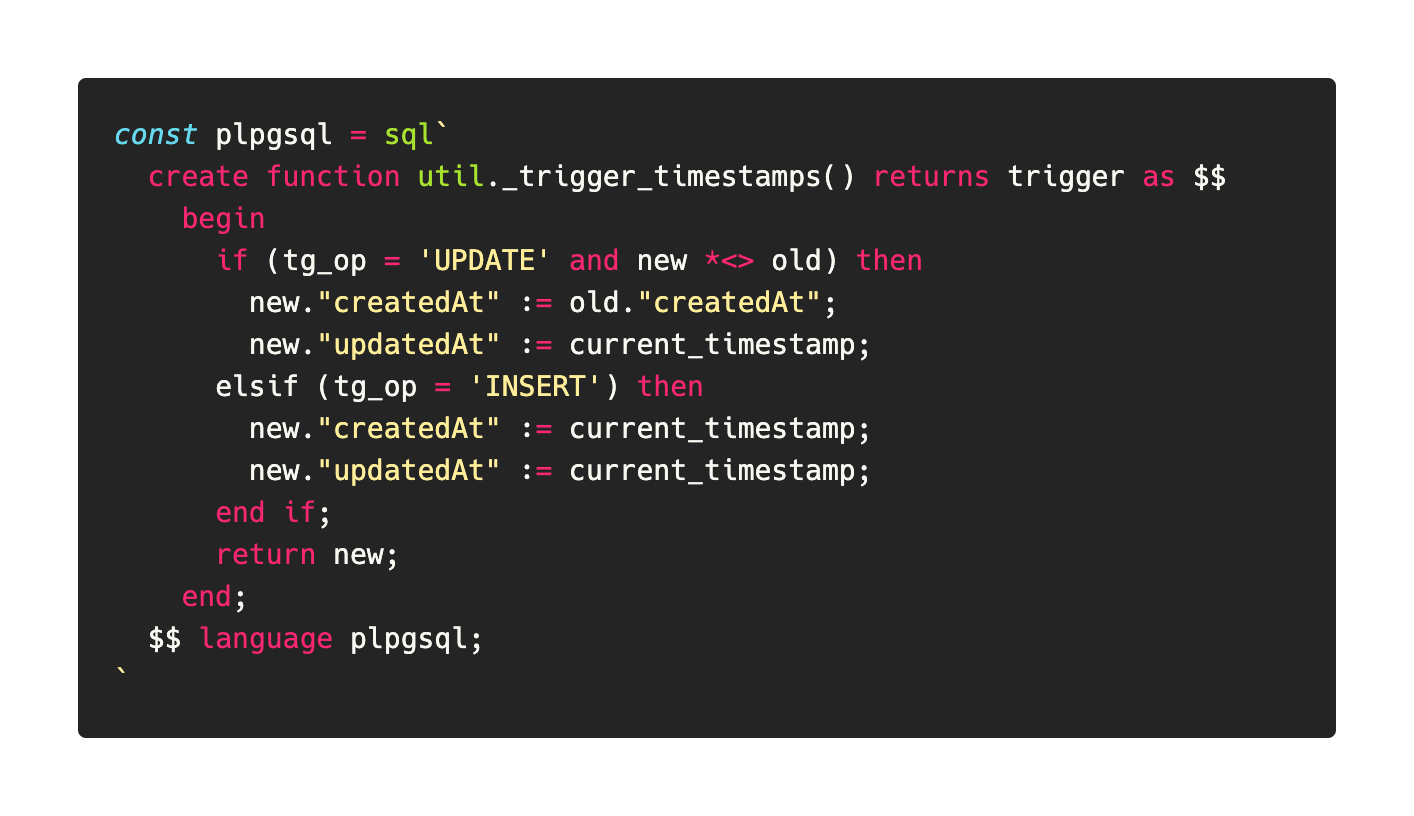 const plpgsql = sql`
  create function util._trigger_timestamps() returns trigger as $$
    begin
      if (tg_op = 'UPDATE' and new *<> old) then
        new."createdAt" := old."createdAt";
        new."updatedAt" := current_timestamp;
      elsif (tg_op = 'INSERT') then
        new."createdAt" := current_timestamp;
        new."updatedAt" := current_timestamp;
      end if;
      return new;
    end;
  $$ language plpgsql;
`